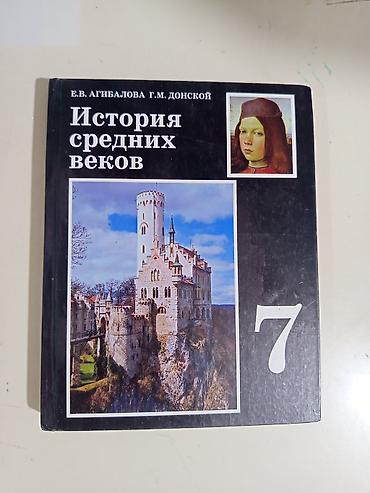 Е.В. АГИБАЛОВА Г.М. ДОНСКОЙ
История
средних
веков
7